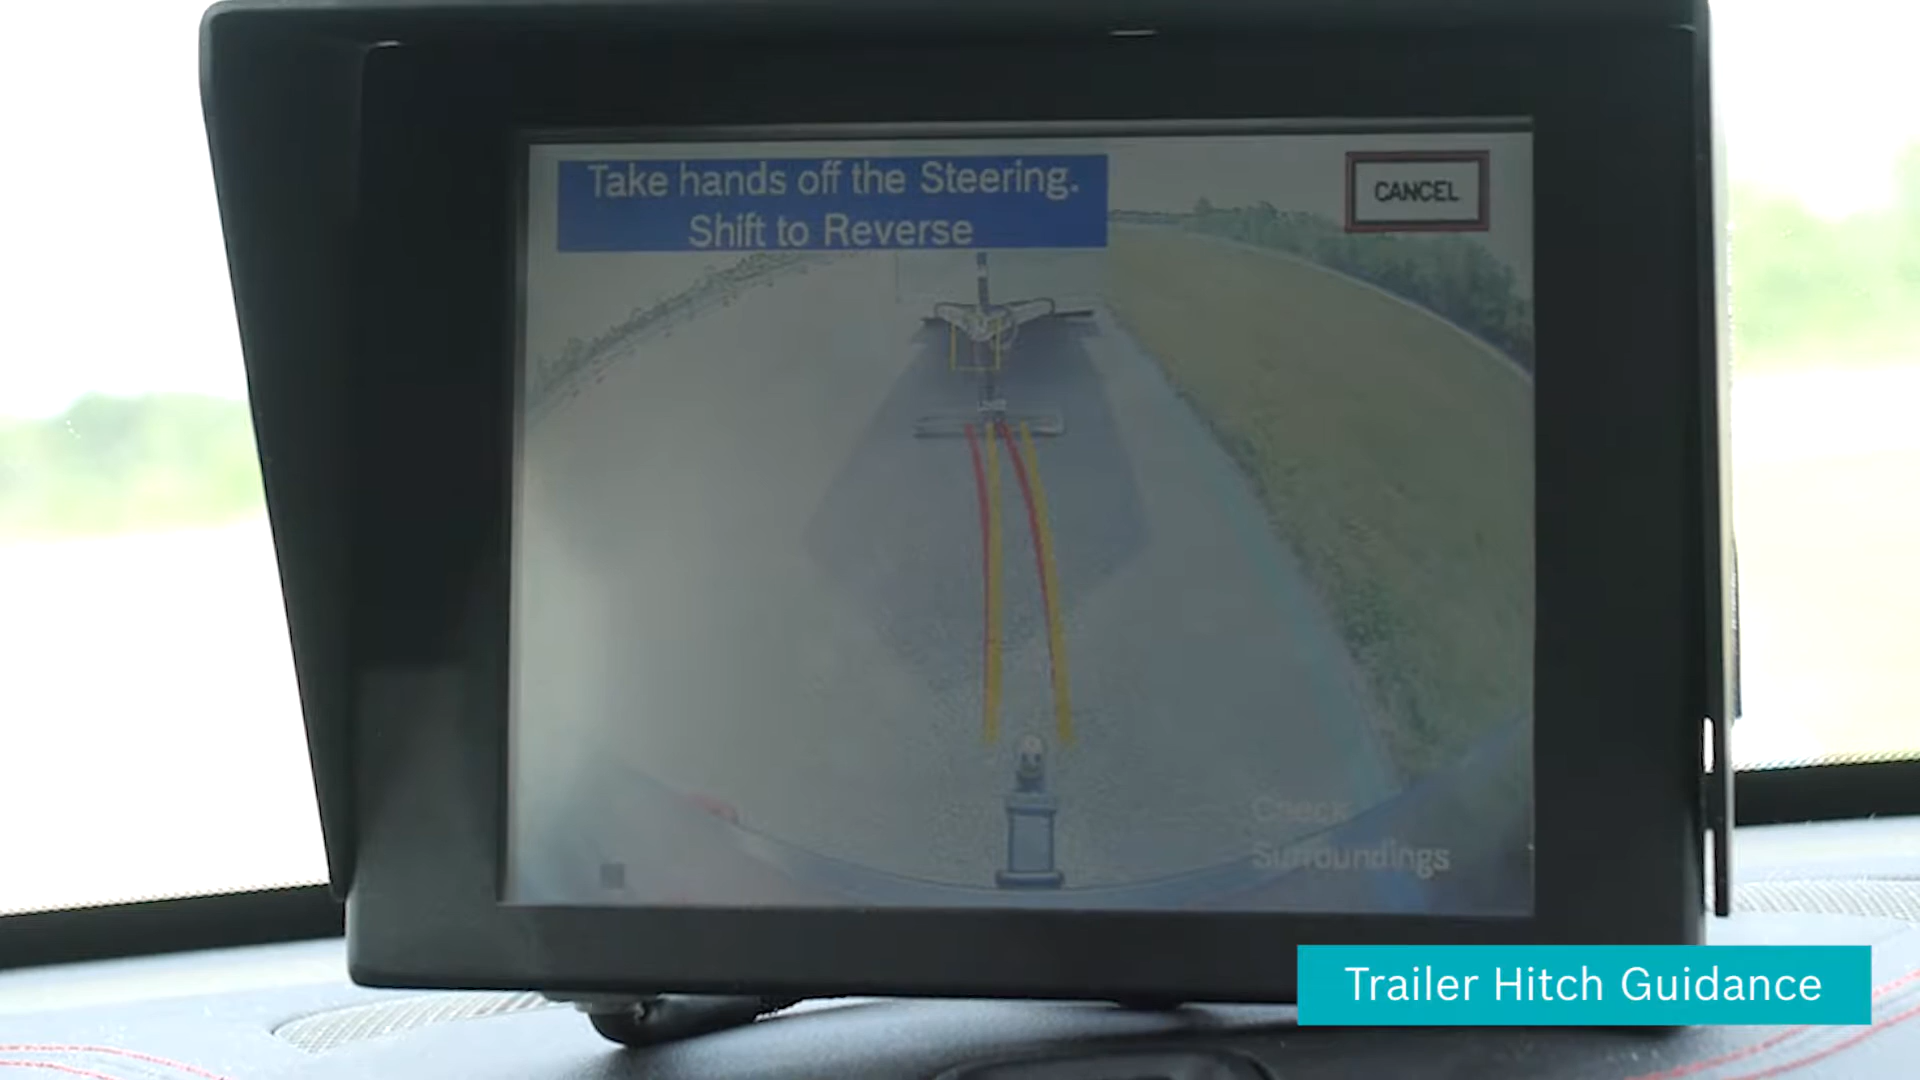 Take hands off the Steering.
Shift to Reverse
CANCEL
Check
Surroundings
Trailer Hitch Guidance